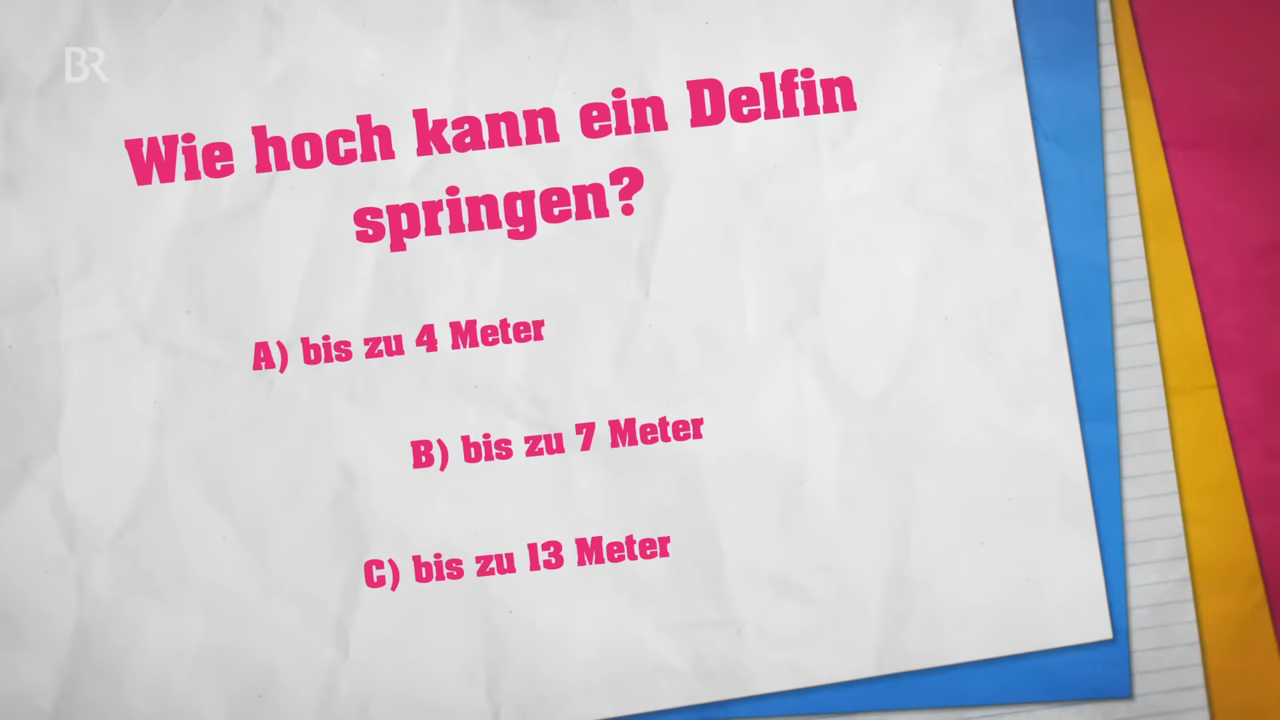 BR
Wie hoch kann ein Delfin
springen?
A) bis zu 4 Meter
B) bis zu 7 Meter
C) bis zu 13 Meter